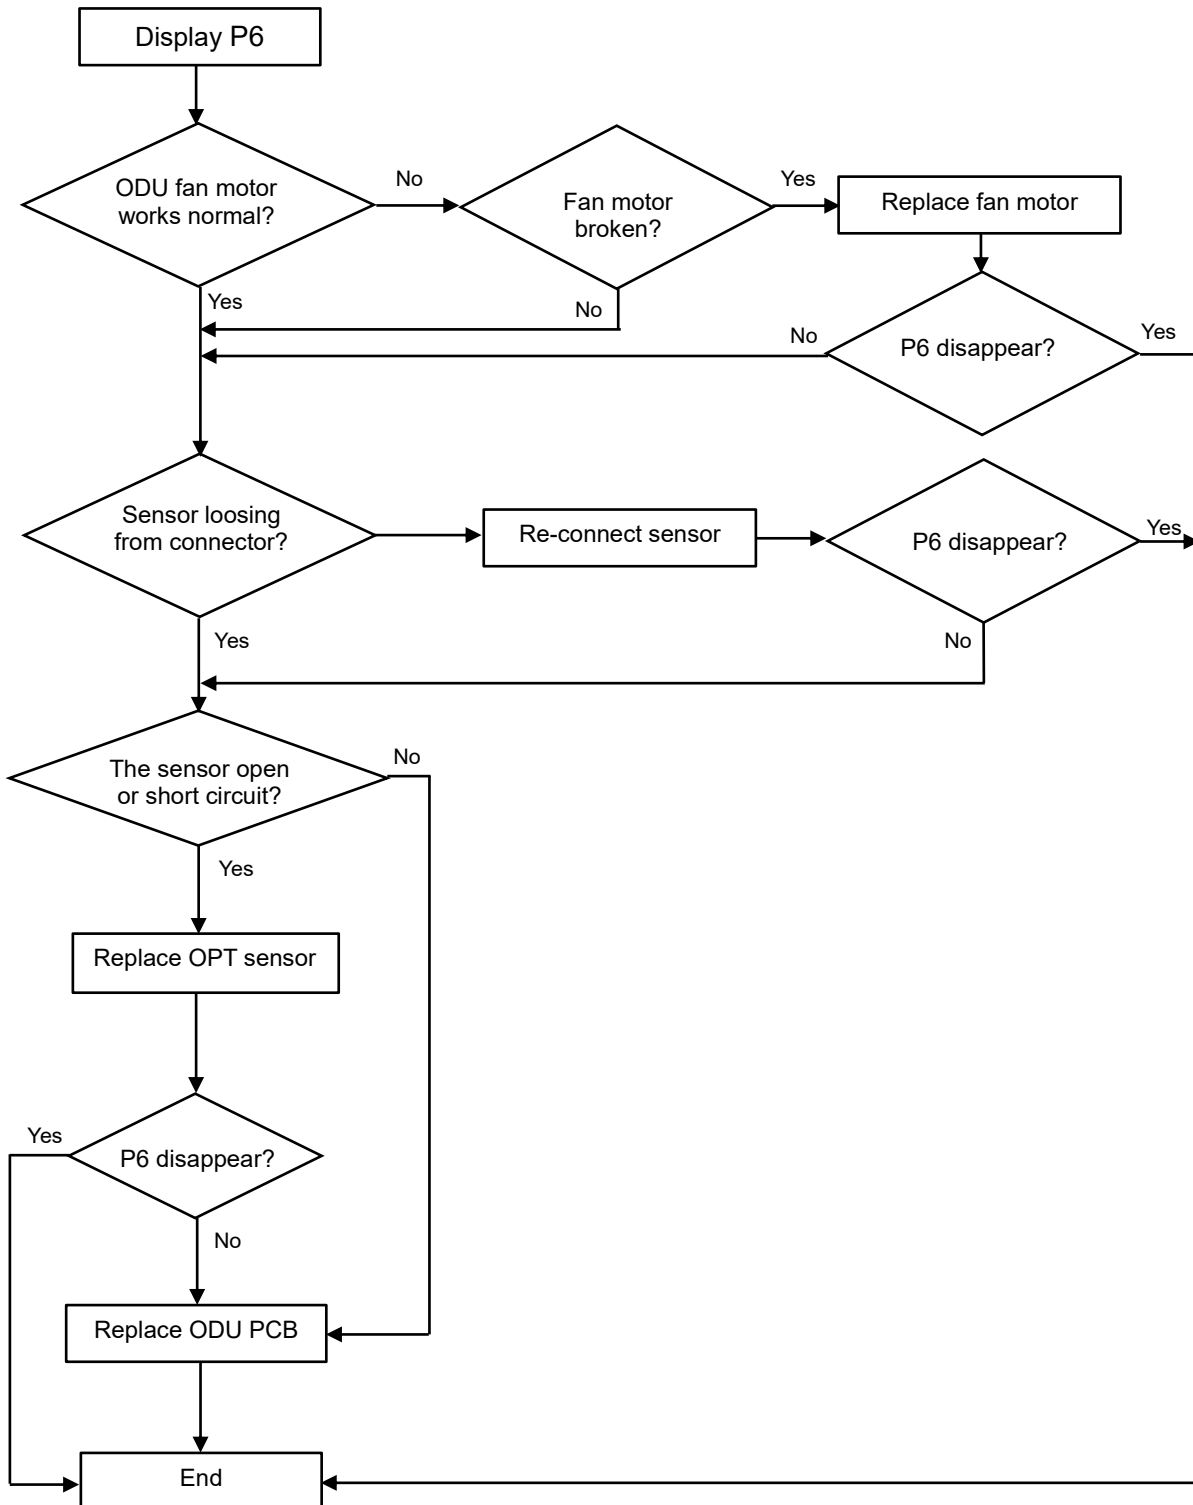 Display P6
ODU fan motor
works normal?
No
Fan motor
broken?
Yes
Replace fan motor
Yes
No
No
P6 disappear?
Yes
Sensor loosing
from connector?
Re-connect sensor
P6 disappear?
Yes
Yes
No
The sensor open
or short circuit?
No
Yes
Replace OPT sensor
Yes
P6 disappear?
No
Replace ODU PCB
End